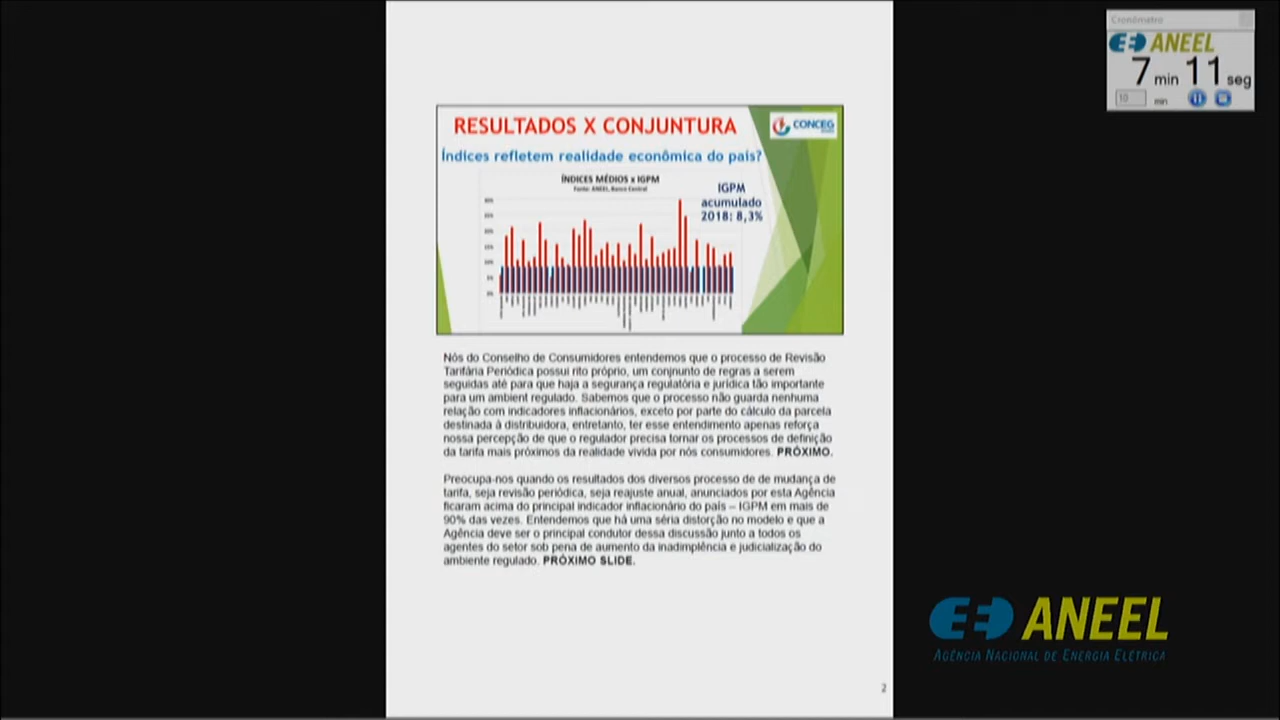 Cronômetro
ANEEL
7 min 11 seg
10 min
RESULTADOS X CONJUNTURA
CONCEG
Índices refletem realidade econômica do país?
ÍNDICES MÉDIOS x IGPM
Fonte: ANEEL, Banco Central
IGPM
acumulado
2018: 8,3%
Nós do Conselho de Consumidores entendemos que o processo de Revisão
Tarifária Periódica possui rito próprio, um conjnunto de regras a serem
seguidas até para que haja a segurança regulatória e jurídica tão importante
para um ambient regulado. Sabemos que o processo não guarda nenhuma
relação com indicadores inflacionários, exceto por parte do cálculo da parcela
destinada à distribuidora, entretanto, ter esse entendimento apenas reforça
nossa percepção de que o regulador precisa tornar os processos de definição
da tarifa mais próximos da realidade vivida por nós consumidores. PRÓXIMO.
Preocupa-nos quando os resultados dos diversos processo de de mudança de
tarifa, seja revisão periódica, seja reajuste anual, anunciados por esta Agência
ficaram acima do principal indicador inflacionário do país – IGPM em mais de
90% das vezes. Entendemos que há uma séria distorção no modelo e que a
Agência deve ser o principal condutor dessa discussão junto a todos os
agentes do setor sob pena de aumento da inadimplência e judicialização do
ambiente regulado. PRÓXIMO SLIDE.
ANEEL
AGÊNCIA NACIONAL DE ENERGIA ELÉTRICA
2